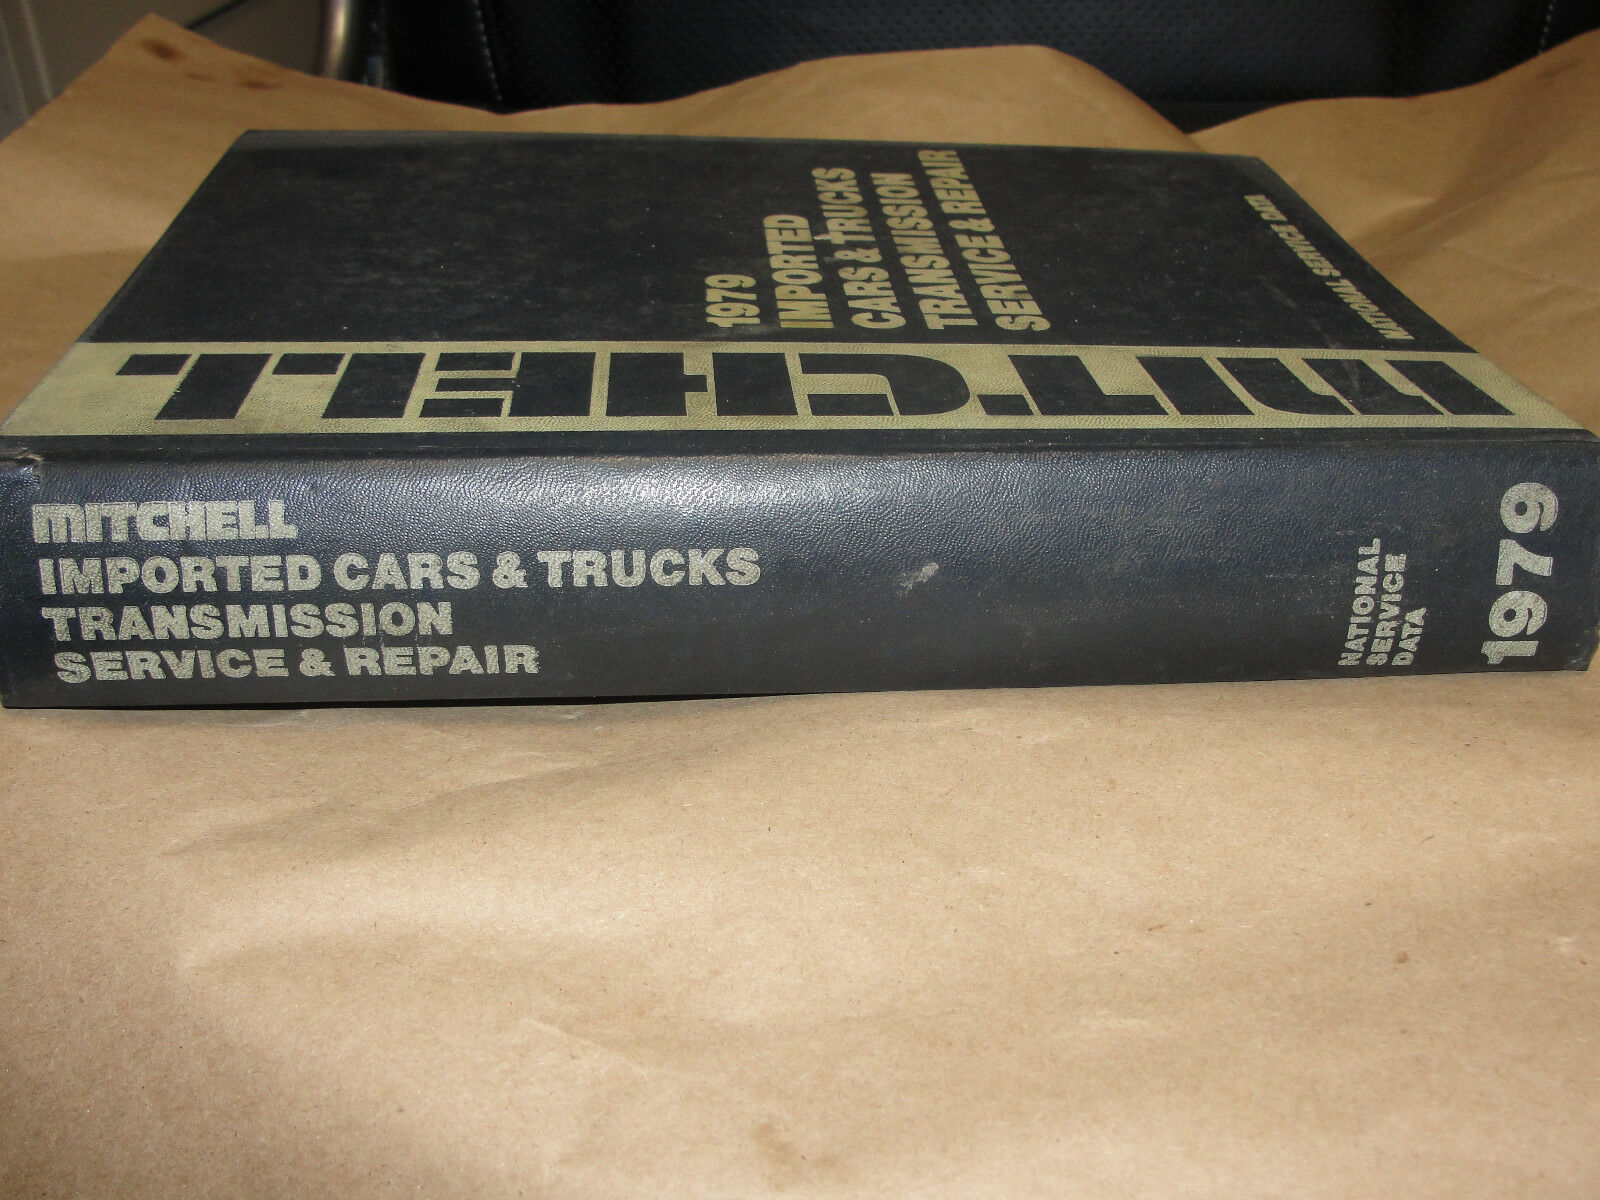 1979
IMPORTED
CARS & TRUCKS
TRANSMISSION
SERVICE & REPAIR
NATIONAL SERVICE DATA
MITCHELL
MITCHELL
IMPORTED CARS & TRUCKS
TRANSMISSION
SERVICE & REPAIR
NATIONAL
SERVICE
DATA
1979